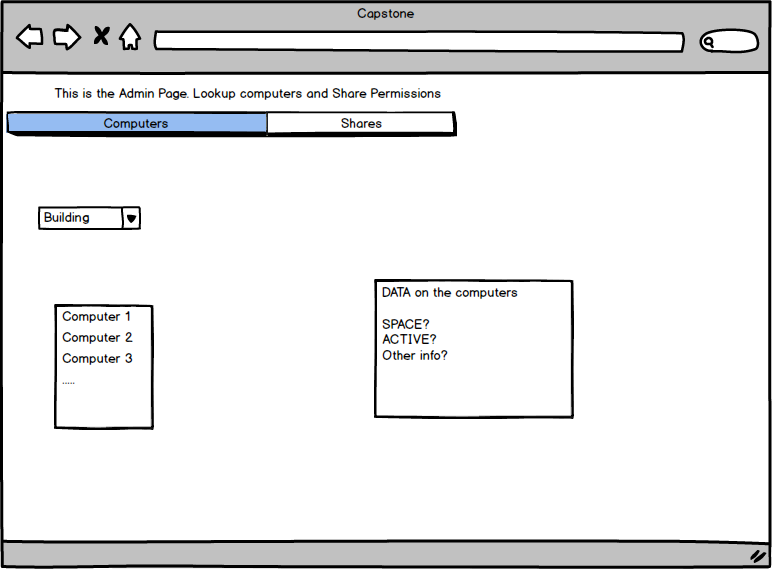 Capstone
This is the Admin Page. Lookup computers and Share Permissions
Computers
Shares
Building
DATA on the computers
SPACE?
ACTIVE?
Other info?
Computer 1
Computer 2
Computer 3
.....